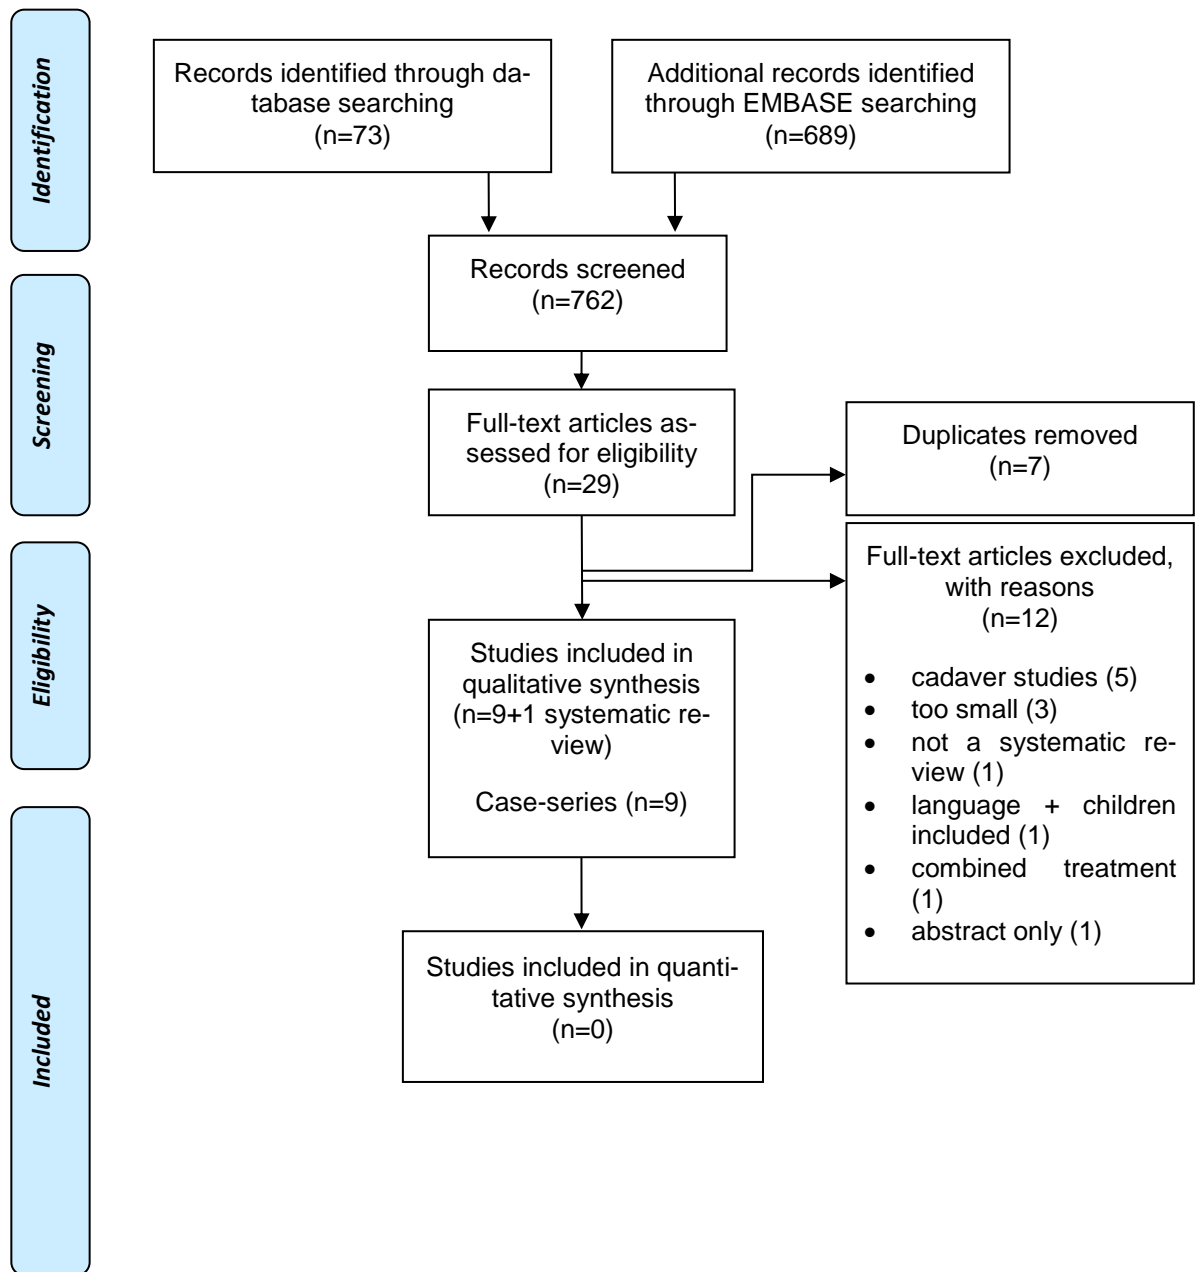 Identification
Records identified through da-
tabase searching
(n=73)
Additional records identified
through EMBASE searching
(n=689)
Screening
Records screened
(n=762)
Full-text articles as-
sessed for eligibility
(n=29)
Duplicates removed
(n=7)
Eligibility
Full-text articles excluded,
with reasons
(n=12)
• cadaver studies (5)
• too small (3)
• not a systematic re-
view (1)
• language + children
included (1)
• combined treatment
(1)
• abstract only (1)
Studies included in
qualitative synthesis
(n=9+1 systematic re-
view)
Case-series (n=9)
Included
Studies included in quanti-
tative synthesis
(n=0)